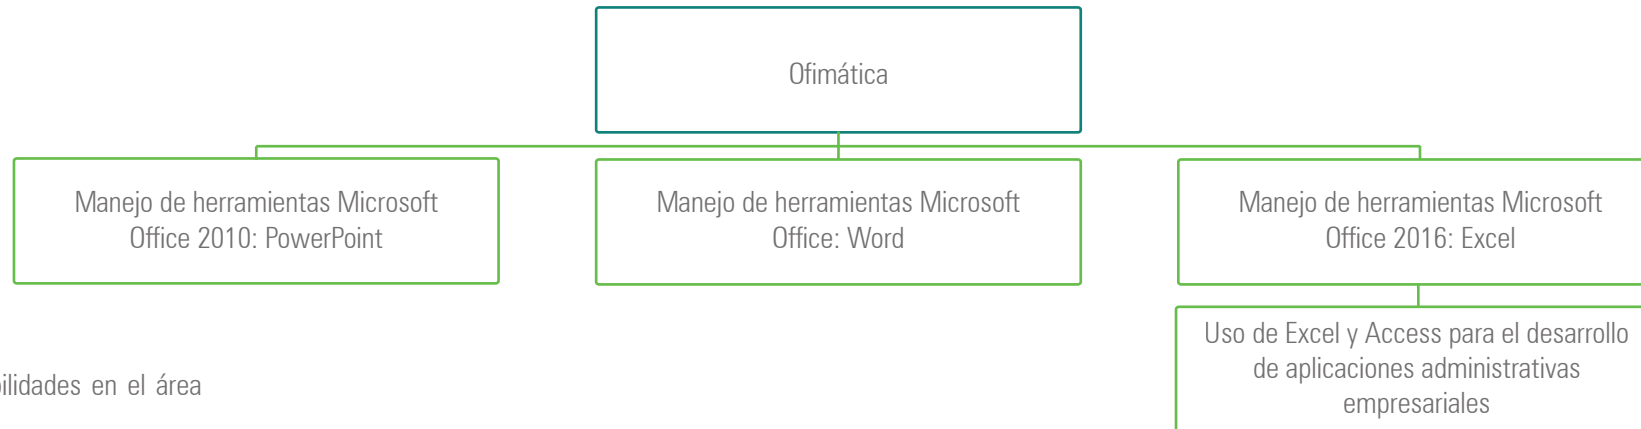 Ofimática
Manejo de herramientas Microsoft
Office 2010: PowerPoint
Manejo de herramientas Microsoft
Office: Word
Manejo de herramientas Microsoft
Office 2016: Excel
Uso de Excel y Access para el desarrollo
de aplicaciones administrativas
empresariales
en el área